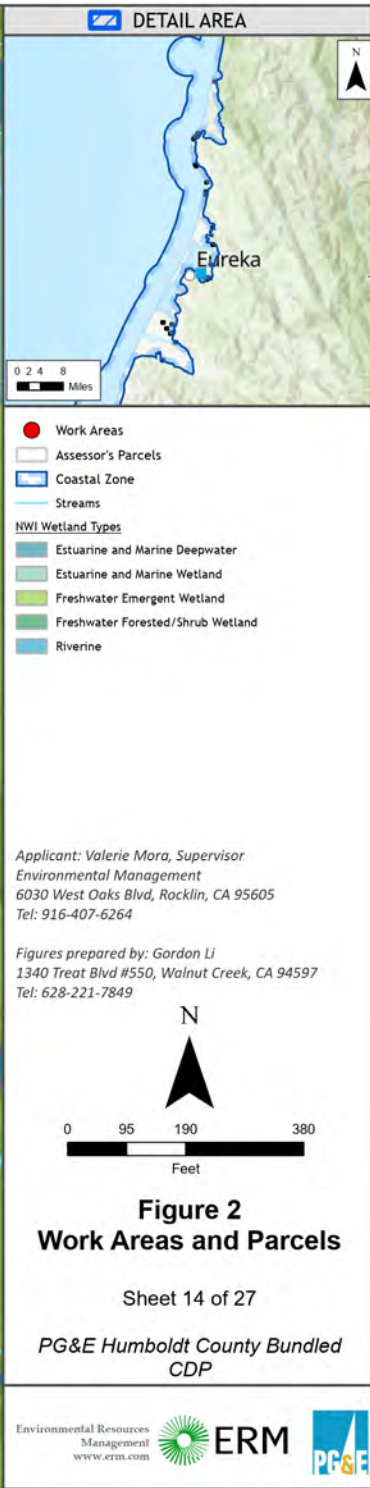 DETAIL AREA
N
Eureka
0 2 4 8
Miles
Work Areas
Assessor's Parcels
Coastal Zone
Streams
NWI Wetland Types
Estuarine and Marine Deepwater
Estuarine and Marine Wetland
Freshwater Emergent Wetland
Freshwater Forested/Shrub Wetland
Riverine
Applicant: Valerie Mora, Supervisor
Environmental Management
6030 West Oaks Blvd, Rocklin, CA 95605
Tel: 916-407-6264
Figures prepared by: Gordon Li
1340 Treat Blvd #550, Walnut Creek, CA 94597
Tel: 628-221-7849
N
0 95 190 380
Feet
Figure 2
Work Areas and Parcels
Sheet 14 of 27
PG&E Humboldt County Bundled
CDP
Environmental Resources
Management
www.erm.com
ERM
PG&E